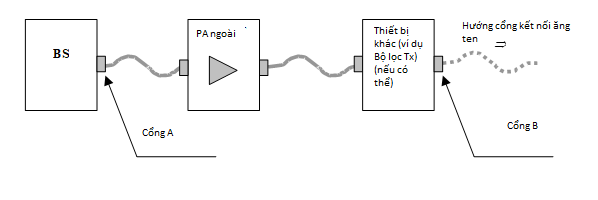 BS
PA ngoài
Thiết bị
khác (ví dụ
Bộ lọc Tx)
(nếu có
thể)
Hướng cổng kết nối ăng
ten
Cổng A
Cổng B